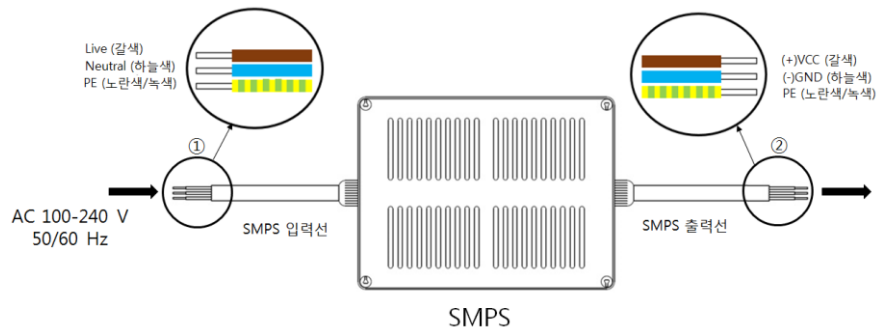 Live (갈색)
Neutral (하늘색)
PE (노란색/녹색)
(+)VCC (갈색)
(-)GND (하늘색)
PE (노란색/녹색)
①
②
AC 100-240 V
50/60 Hz
SMPS 입력선
SMPS 출력선
SMPS